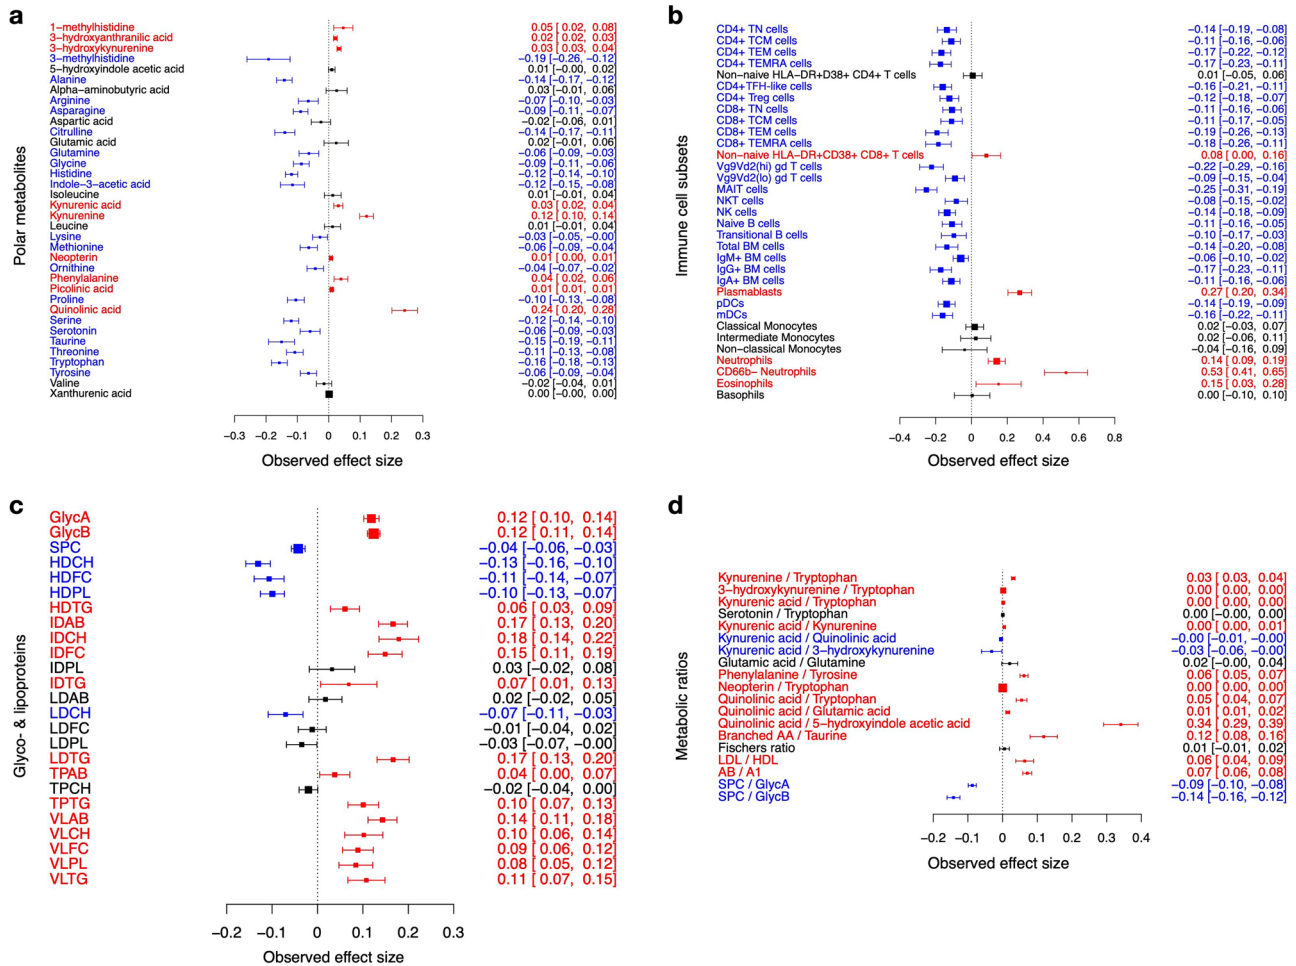 a
Polar metabolites
1-methylhistidine 0.05 [ 0.02, 0.08]
3-hydroxyanthranilic acid 0.02 [ 0.02, 0.03]
3-hydroxykynurenine 0.03 [ 0.03, 0.04]
3-methylhistidine −0.19 [−0.26, −0.12]
5-hydroxyindole acetic acid 0.01 [−0.00, 0.02]
Alanine −0.14 [−0.17, −0.12]
Alpha-aminobutyric acid 0.03 [−0.01, 0.06]
Arginine −0.07 [−0.10, −0.03]
Asparagine −0.09 [−0.11, −0.07]
Aspartic acid −0.02 [−0.06, 0.01]
Citrulline −0.14 [−0.17, −0.11]
Glutamic acid 0.02 [−0.01, 0.06]
Glutamine −0.06 [−0.09, −0.03]
Glycine −0.09 [−0.11, −0.06]
Histidine −0.12 [−0.14, −0.10]
Indole-3-acetic acid −0.12 [−0.15, −0.08]
Isoleucine 0.01 [−0.01, 0.04]
Kynurenic acid 0.03 [ 0.02, 0.04]
Kynurenine 0.12 [ 0.10, 0.14]
Leucine 0.01 [−0.01, 0.04]
Lysine −0.03 [−0.05, −0.00]
Methionine −0.06 [−0.09, −0.04]
Neopterin 0.01 [ 0.00, 0.01]
Ornithine −0.04 [−0.07, −0.02]
Phenylalanine 0.04 [ 0.02, 0.06]
Picolinic acid 0.01 [ 0.01, 0.01]
Proline −0.10 [−0.13, −0.08]
Quinolinic acid 0.24 [ 0.20, 0.28]
Serine −0.12 [−0.14, −0.10]
Serotonin −0.06 [−0.09, −0.03]
Taurine −0.15 [−0.19, −0.11]
Threonine −0.11 [−0.13, −0.08]
Tryptophan −0.16 [−0.18, −0.13]
Tyrosine −0.06 [−0.09, −0.04]
Valine −0.02 [−0.04, 0.01]
Xanthurenic acid 0.00 [−0.00, 0.00]
−0.3 −0.2 −0.1 0 0.1 0.2 0.3
Observed effect size
b
Immune cell subsets
CD4+ TN cells −0.14 [−0.19, −0.08]
CD4+ TCM cells −0.11 [−0.16, −0.06]
CD4+ TEM cells −0.17 [−0.22, −0.12]
CD4+ TEMRA cells −0.17 [−0.23, −0.11]
Non−naive HLA−DR+D38+ CD4+ T cells 0.01 [−0.05, 0.06]
CD4+TFH−like cells −0.16 [−0.21, −0.11]
CD4+ Treg cells −0.12 [−0.18, −0.07]
CD8+ TN cells −0.11 [−0.16, −0.06]
CD8+ TCM cells −0.11 [−0.17, −0.05]
CD8+ TEM cells −0.19 [−0.26, −0.13]
CD8+ TEMRA cells −0.18 [−0.26, −0.11]
Non−naive HLA−DR+CD38+ CD8+ T cells 0.08 [ 0.00, 0.16]
Vg9Vd2(hi) gd T cells −0.22 [−0.29, −0.16]
Vg9Vd2(lo) gd T cells −0.09 [−0.15, −0.04]
MAIT cells −0.25 [−0.31, −0.19]
NKT cells −0.08 [−0.15, −0.02]
NK cells −0.14 [−0.18, −0.09]
Naive B cells −0.11 [−0.16, −0.05]
Transitional B cells −0.10 [−0.17, −0.03]
Total BM cells −0.14 [−0.20, −0.08]
IgM+ BM cells −0.06 [−0.10, −0.02]
IgG+ BM cells −0.17 [−0.23, −0.11]
IgA+ BM cells −0.11 [−0.16, −0.06]
Plasmablasts 0.27 [ 0.20, 0.34]
pDCs −0.14 [−0.19, −0.09]
mDCs −0.16 [−0.22, −0.11]
Classical Monocytes 0.02 [−0.03, 0.07]
Intermediate Monocytes 0.02 [−0.06, 0.11]
Non−classical Monocytes −0.04 [−0.16, 0.09]
Neutrophils 0.14 [ 0.09, 0.19]
CD66b− Neutrophils 0.53 [ 0.41, 0.65]
Eosinophils 0.15 [ 0.03, 0.28]
Basophils 0.00 [−0.10, 0.10]
−0.4 −0.2 0 0.2 0.4 0.6 0.8
Observed effect size
c
Glyco- & lipoproteins
GlycA 0.12 [ 0.10, 0.14]
GlycB 0.12 [ 0.11, 0.14]
SPC −0.04 [−0.06, −0.03]
HDCH −0.13 [−0.16, −0.10]
HDFC −0.11 [−0.14, −0.07]
HDPL −0.10 [−0.13, −0.07]
HDTG 0.06 [ 0.03, 0.09]
IDAB 0.17 [ 0.13, 0.20]
IDCH 0.18 [ 0.14, 0.22]
IDFC 0.15 [ 0.11, 0.19]
IDPL 0.03 [−0.02, 0.08]
IDTG 0.07 [ 0.01, 0.13]
LDAB 0.02 [−0.02, 0.05]
LDCH −0.07 [−0.11, −0.03]
LDFC −0.01 [−0.04, 0.02]
LDPL −0.03 [−0.07, −0.00]
LDTG 0.17 [ 0.13, 0.20]
TPAB 0.04 [ 0.00, 0.07]
TPCH −0.02 [−0.04, 0.00]
TPTG 0.10 [ 0.07, 0.13]
VLAB 0.14 [ 0.11, 0.18]
VLCH 0.10 [ 0.06, 0.14]
VLFC 0.09 [ 0.06, 0.12]
VLPL 0.08 [ 0.05, 0.12]
VLTG 0.11 [ 0.07, 0.15]
−0.2 −0.1 0 0.1 0.2 0.3
Observed effect size
d
Metabolic ratios
Kynurenine / Tryptophan 0.03 [ 0.03, 0.04]
3-hydroxykynurenine / Tryptophan 0.00 [ 0.00, 0.00]
Kynurenic acid / Tryptophan 0.00 [ 0.00, 0.00]
Serotonin / Tryptophan 0.00 [−0.00, 0.00]
Kynurenic acid / Kynurenine 0.00 [ 0.00, 0.01]
Kynurenic acid / Quinolinic acid −0.00 [−0.01, −0.00]
Kynurenic acid / 3-hydroxykynurenine −0.03 [−0.06, −0.00]
Glutamic acid / Glutamine 0.02 [−0.00, 0.04]
Phenylalanine / Tyrosine 0.06 [ 0.05, 0.07]
Neopterin / Tryptophan 0.00 [ 0.00, 0.00]
Quinolinic acid / Tryptophan 0.05 [ 0.04, 0.07]
Quinolinic acid / Glutamic acid 0.01 [ 0.01, 0.02]
Quinolinic acid / 5-hydroxyindole acetic acid 0.34 [ 0.29, 0.39]
Branched AA / Taurine 0.12 [ 0.08, 0.16]
Fischers ratio 0.01 [−0.01, 0.02]
LDL / HDL 0.06 [ 0.04, 0.09]
AB / A1 0.07 [ 0.06, 0.08]
SPC / GlycA −0.09 [−0.10, −0.08]
SPC / GlycB −0.14 [−0.16, −0.12]
−0.2 −0.1 0 0.1 0.2 0.3 0.4
Observed effect size